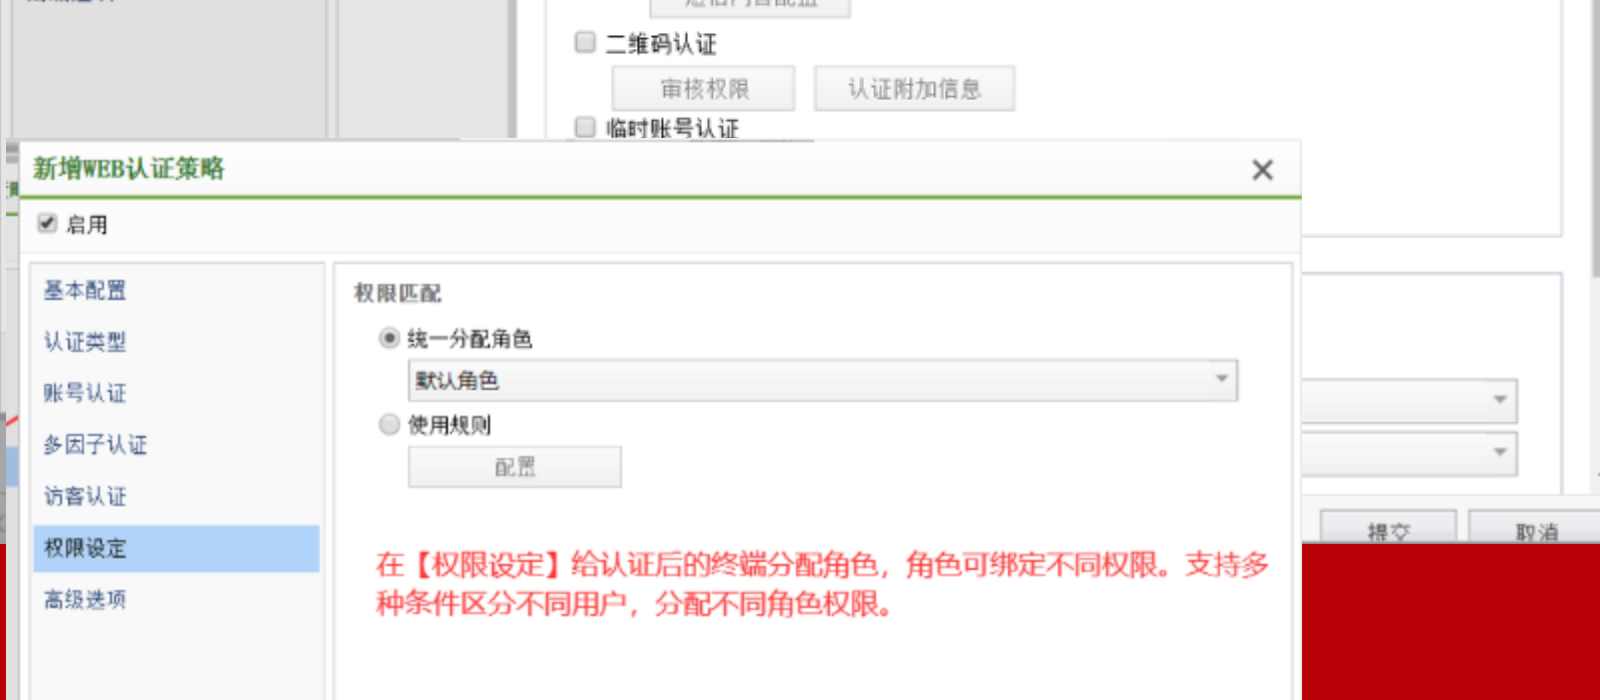 二维码认证
审核权限 认证附加信息
临时账号认证
新增WEB认证策略
启用
基本配置
认证类型
账号认证
多因子认证
访客认证
权限设定
高级选项
权限匹配
统一分配角色
默认角色
使用规则
配置
在【权限设定】给认证后的终端分配角色，角色可绑定不同权限。支持多
种条件区分不同用户，分配不同角色权限。
提交 取消